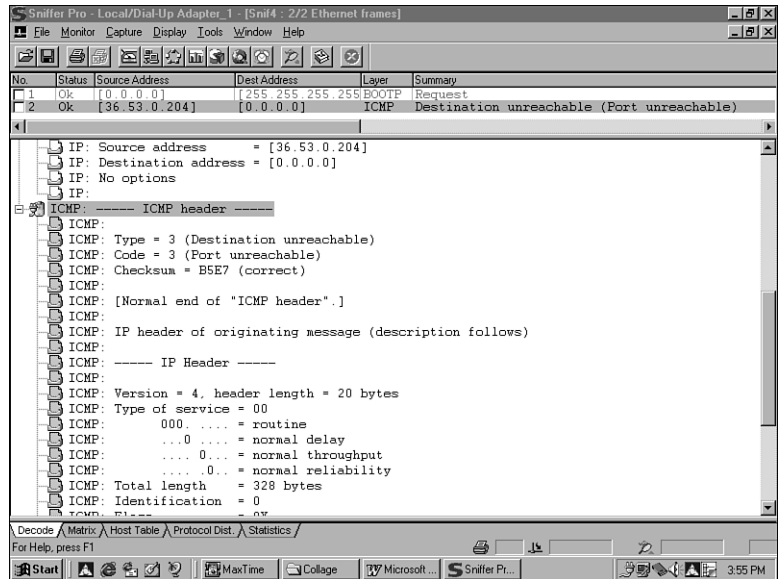 Sniffer Pro - Local/Dial-Up Adapter_1 - [Snif4 : 2/2 Ethernet frames]
File Monitor Capture Display Tools Window Help
No. Status Source Address Dest Address Layer Summary
1 Ok [0.0.0.0] [255.255.255.255 BOOTP Request
2 Ok [36.53.0.204] [0.0.0.0] ICMP Destination unreachable (Port unreachable)
IP: Source address = [36.53.0.204]
IP: Destination address = [0.0.0.0]
IP: No options
IP:
ICMP: ----- ICMP header -----
ICMP:
ICMP: Type = 3 (Destination unreachable)
ICMP: Code = 3 (Port unreachable)
ICMP: Checksum = B5E7 (correct)
ICMP:
ICMP: [Normal end of "ICMP header".]
ICMP:
ICMP: IP header of originating message (description follows)
ICMP:
ICMP: ----- IP Header -----
ICMP:
ICMP: Version = 4, header length = 20 bytes
ICMP: Type of service = 00
ICMP: 000. .... = routine
ICMP: ...0 .... = normal delay
ICMP: .... 0... = normal throughput
ICMP: .... .0.. = normal reliability
ICMP: Total length = 328 bytes
ICMP: Identification = 0
ICMP: Flags = 0X
Decode Matrix Host Table Protocol Dist. Statistics
For Help, press F1
Start MaxTime Collage Microsoft ... Sniffer Pr... 3:55 PM